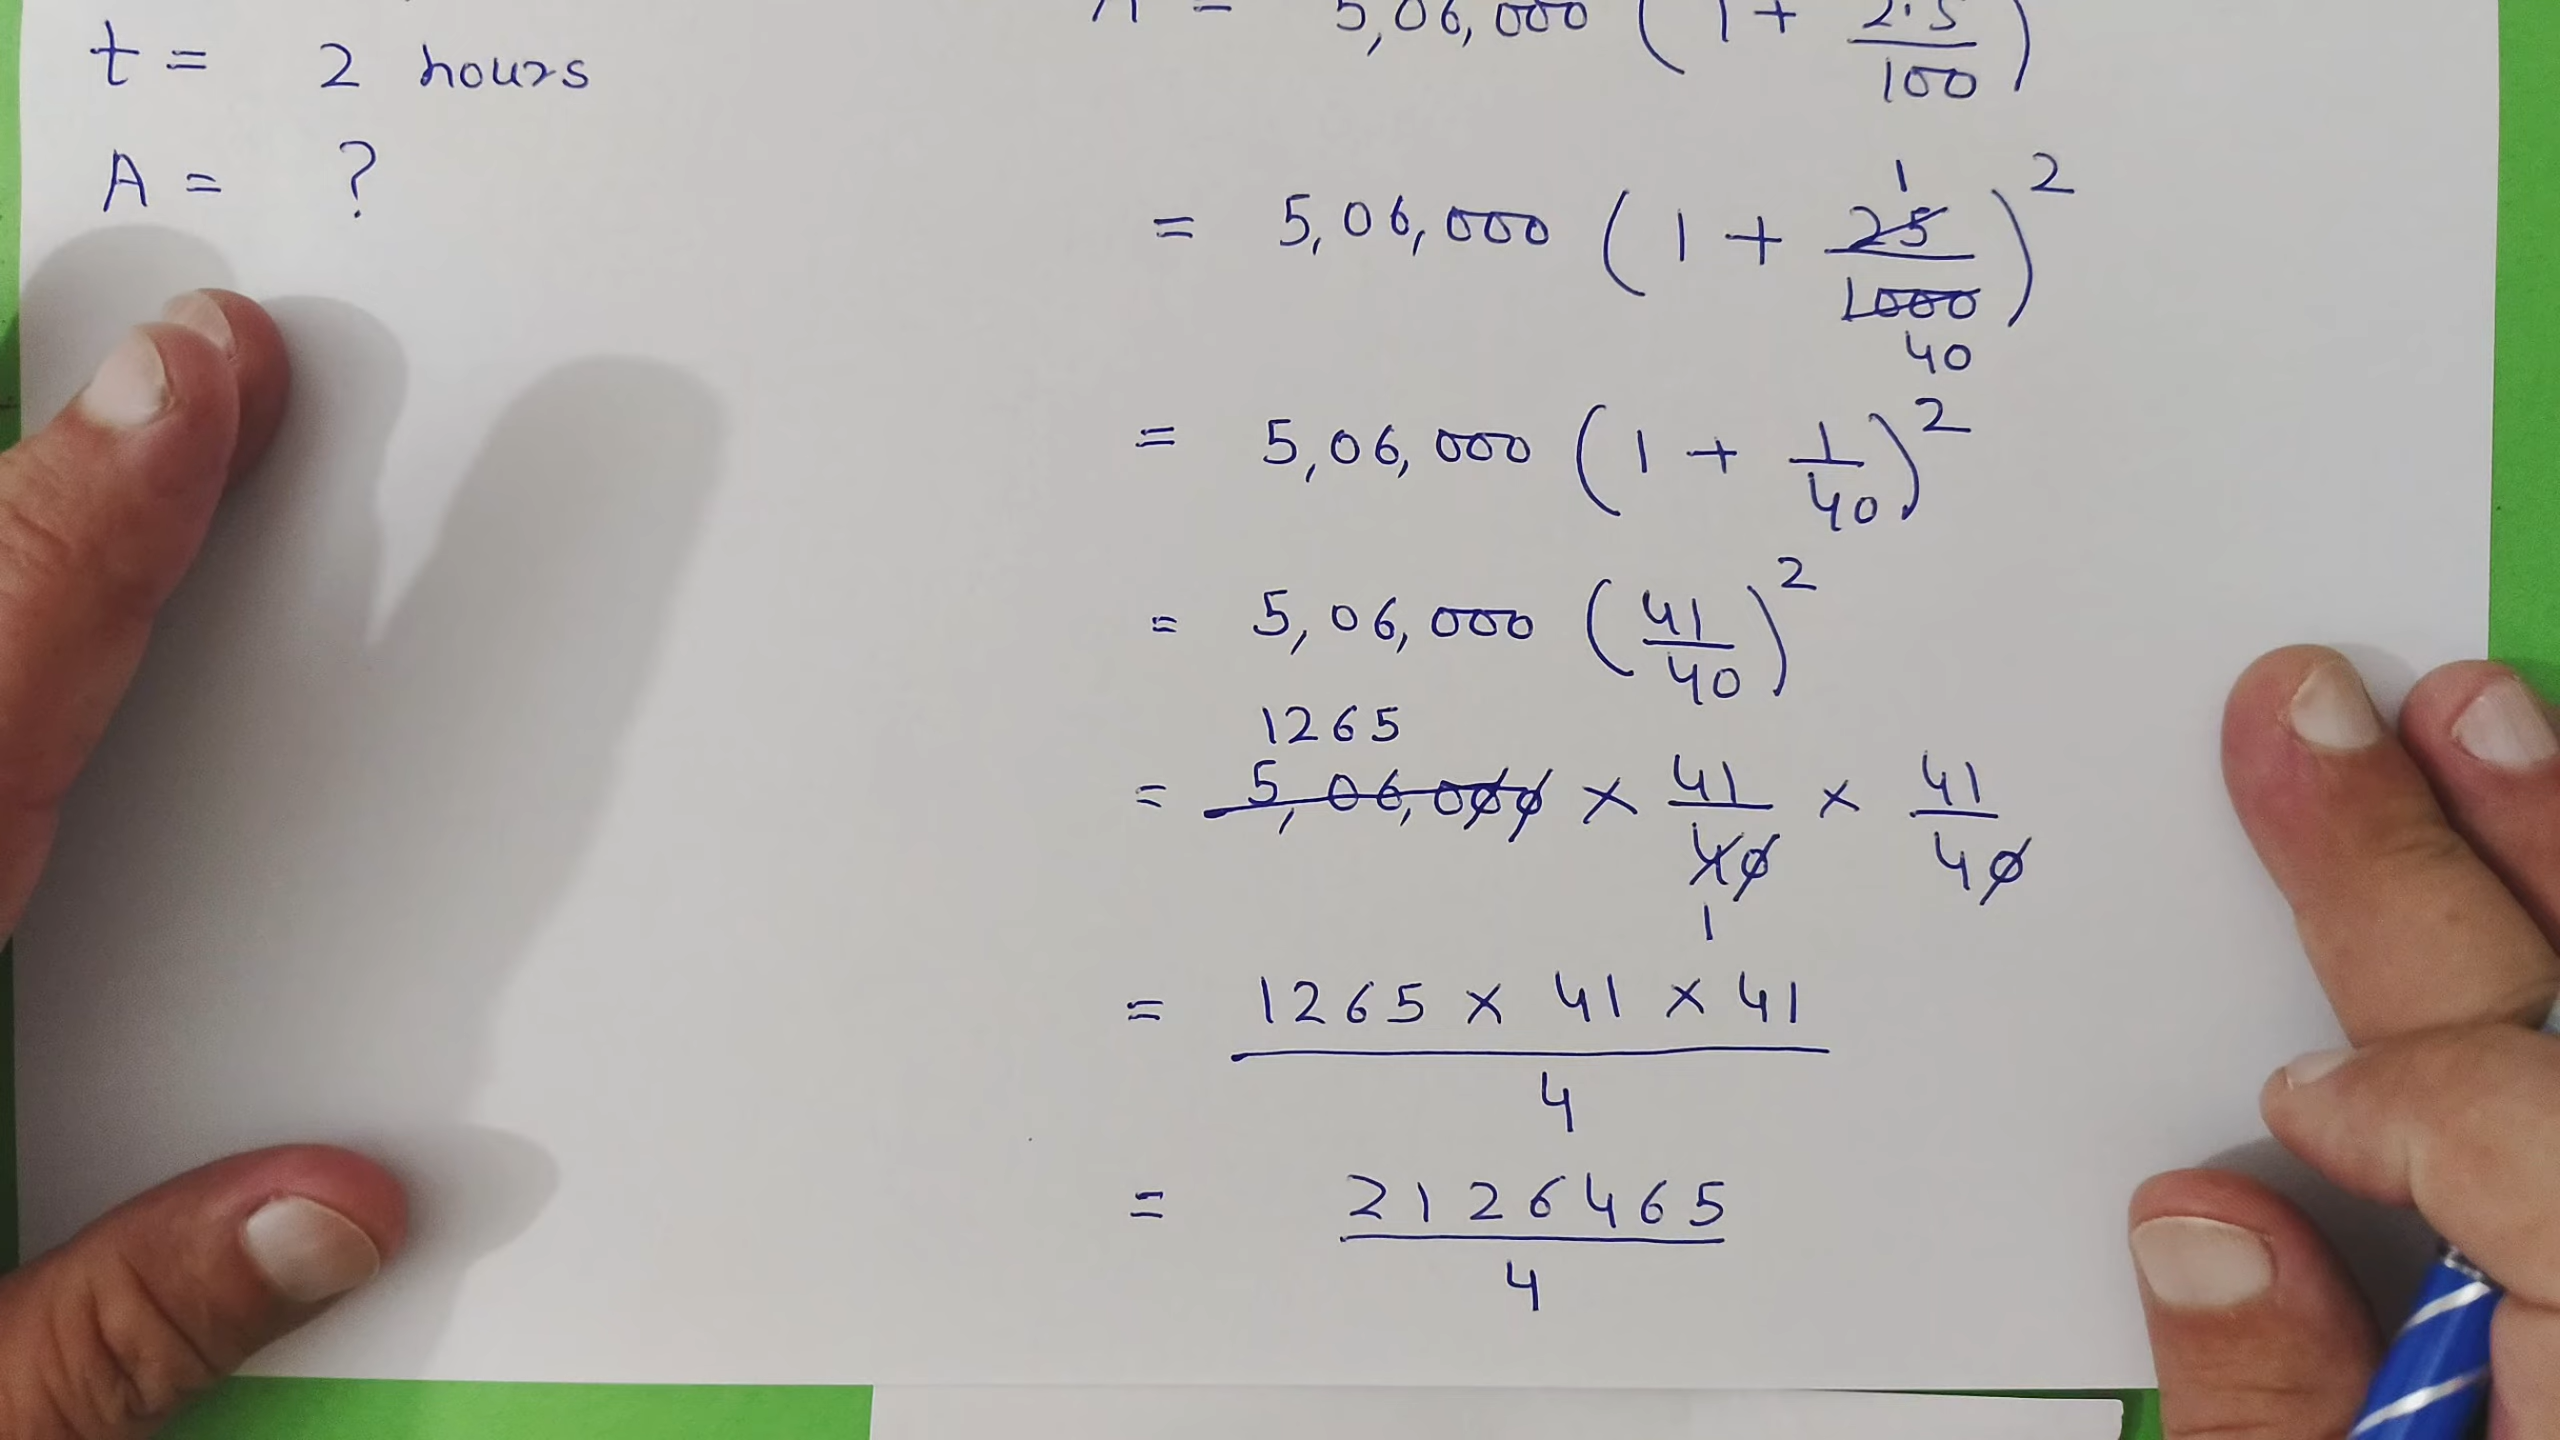 t = 2 hours
A = ?
A = 5,06,000 (1 + 2.5/100)
= 5,06,000 (1 + 25/1000)² 1 40
= 5,06,000 (1 + 1/40)²
= 5,06,000 (41/40)²
1265
= 5,06,000 × 41/40 × 41/40
1
= 1265 × 41 × 41
4
= 2126465
4